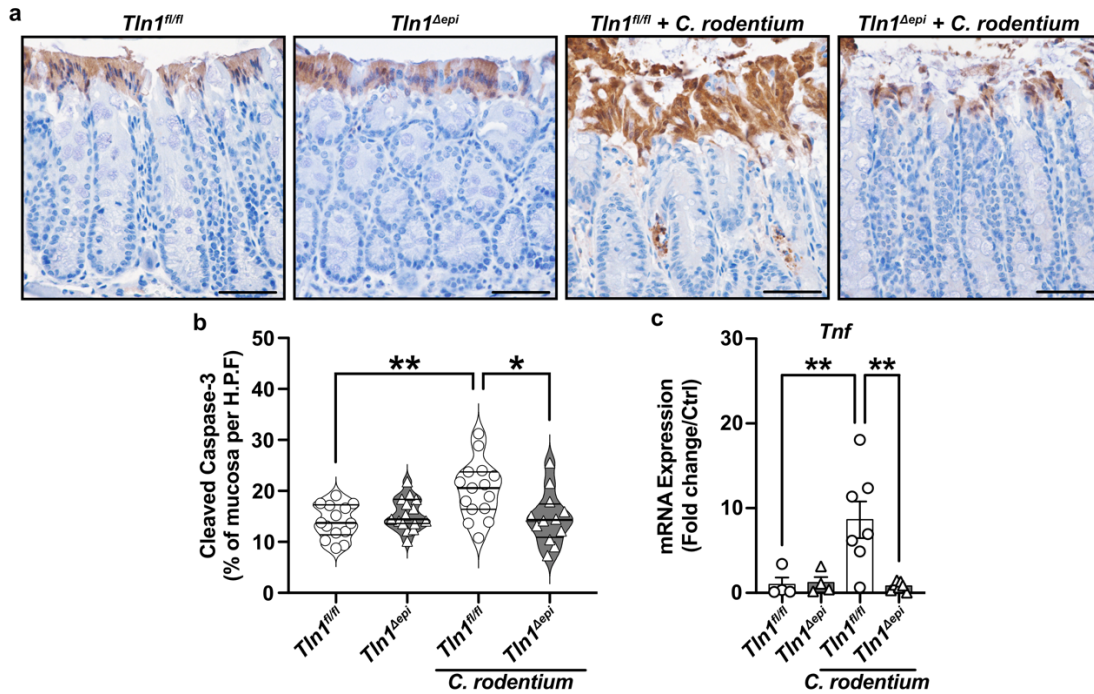 a
Tln1fl/fl
Tln1Δepi
Tln1fl/fl + C. rodentium
Tln1Δepi + C. rodentium
b
Cleaved Caspase-3
(% of mucosa per H.P.F)
50
40
30
20
10
0
**
*
Tln1fl/fl
Tln1Δepi
Tln1fl/fl
Tln1Δepi
C. rodentium
c
Tnf
mRNA Expression
(Fold change/Ctrl)
30
20
10
0
**
**
Tln1fl/fl
Tln1Δepi
Tln1fl/fl
Tln1Δepi
C. rodentium